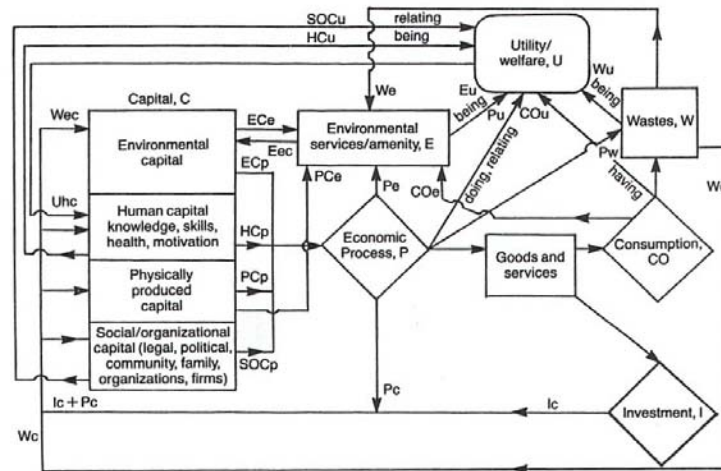 SOCu relating
HCu being
Utility/
welfare, U
We
Wu
being
Eu
being
Pu
COu
Capital, C
Wec
ECe
Eec
ECp
PCe
Environmental
capital
Environmental
services/amenity, E
Wastes, W
Pw
having
doing, relating
Uhc
Human capital
knowledge, skills,
health, motivation
HCp
Pe
COe
Economic
Process, P
Goods and
services
Consumption,
CO
Physically
produced
capital
PCp
Social/organizational
capital (legal, political,
community, family,
organizations, firms)
SOCp
Pc
Ic + Pc
Ic
Investment, I
Wc